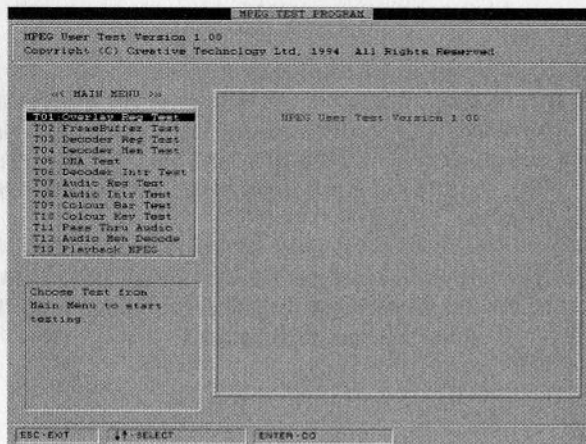 MPEG TEST PROGRAM
MPEG User Test Version 1.00
Copyright (C) Creative Technology Ltd, 1994 All Rights Reserved
<< MAIN MENU >>
T01 Overlay Reg Test
T02 FrameBuffer Test
T03 Decoder Reg Test
T04 Decoder Mem Test
T05 DMA Test
T06 Decoder Intr Test
T07 Audio Reg Test
T08 Audio Intr Test
T09 Colour Bar Test
T10 Colour Key Test
T11 Pass Thru Audio
T12 Audio Mem Decode
T13 Playback MPEG
MPEG User Test Version 1.00
Choose Test from
Main Menu to start
testing
ESC-EXIT
↓↑-SELECT
ENTER-GO